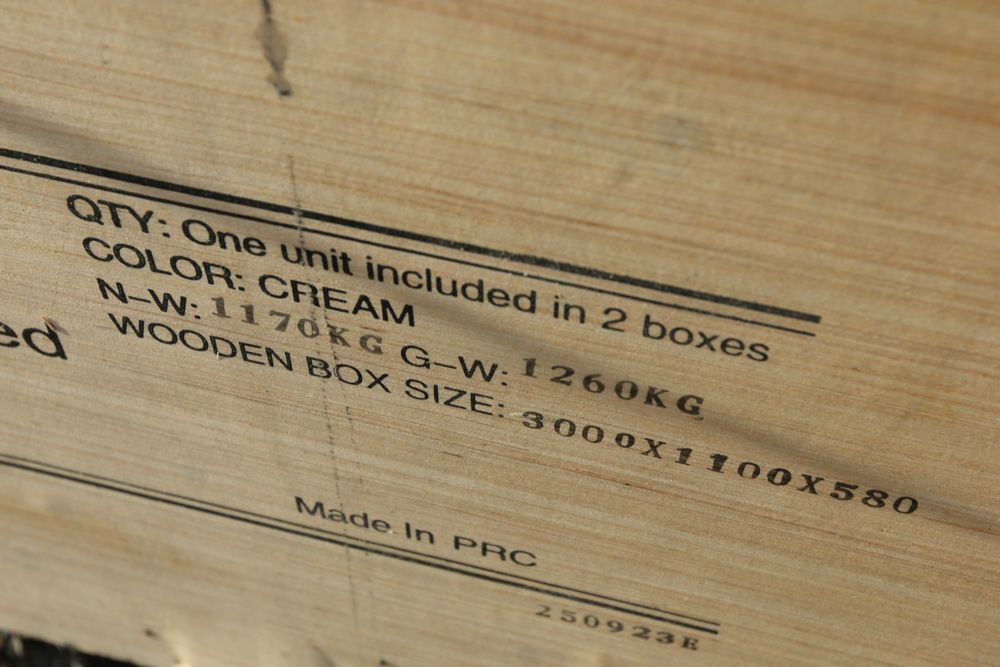 QTY: One unit included in 2 boxes
COLOR: CREAM
N–W: 1170KG G–W: 1260KG
WOODEN BOX SIZE: 3000X1100X580
ed
Made In PRC
250923E